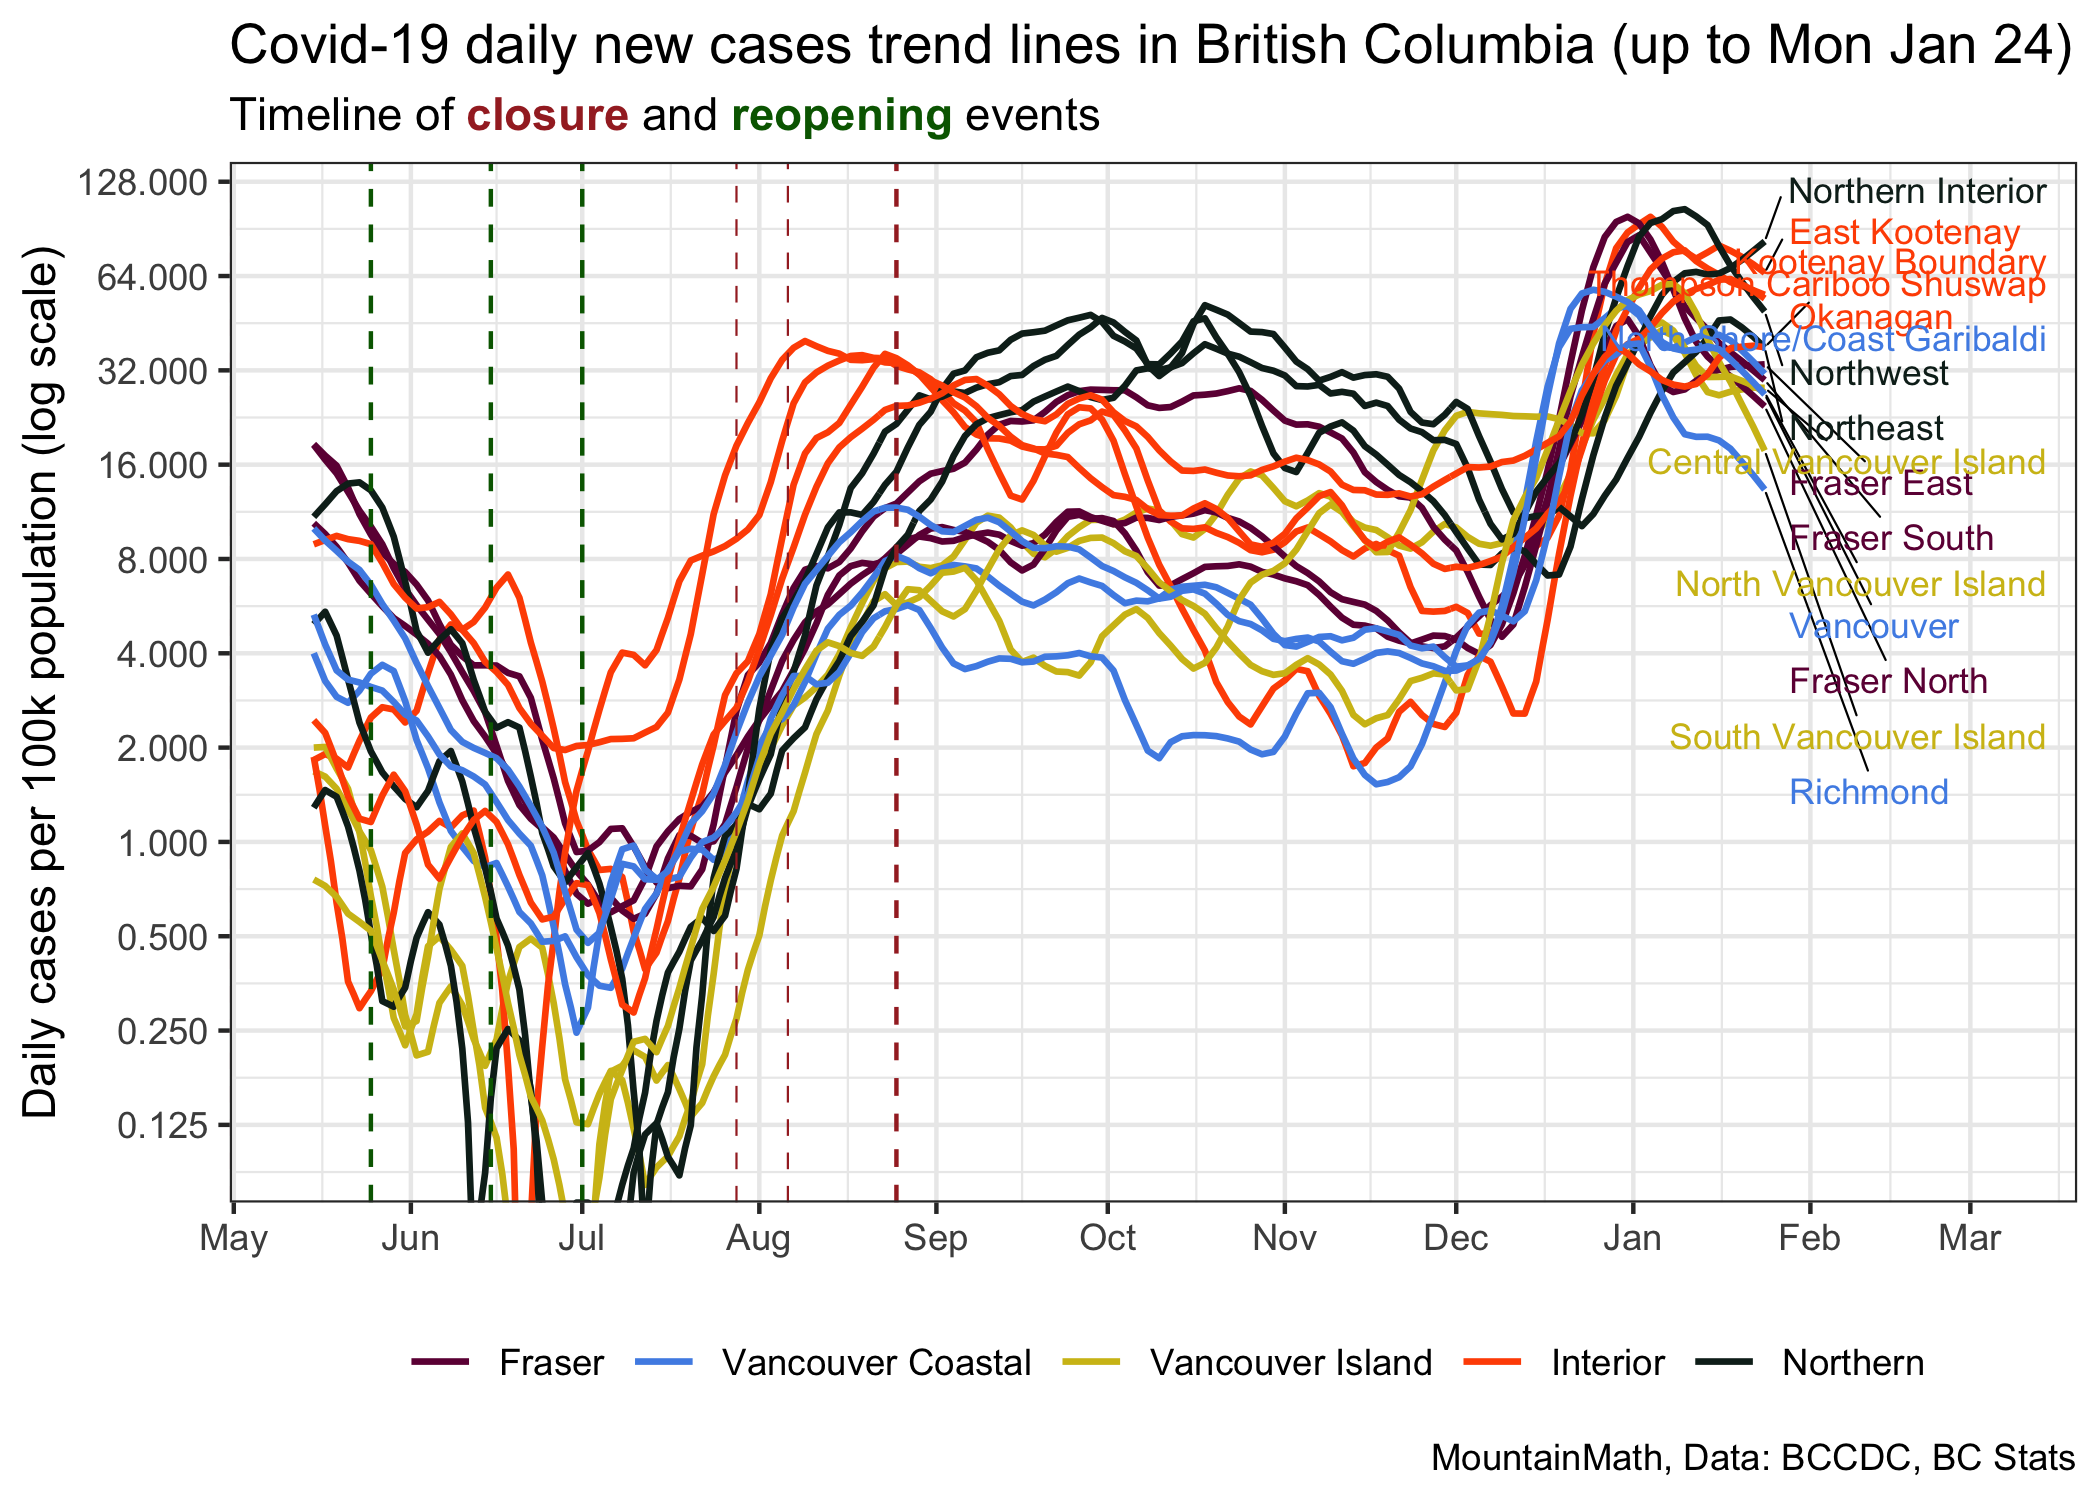 Covid-19 daily new cases trend lines in British Columbia (up to Mon Jan 24)
Timeline of closure and reopening events
Daily cases per 100k population (log scale)
128.000
64.000
32.000
16.000
8.000
4.000
2.000
1.000
0.500
0.250
0.125
Northern Interior
East Kootenay
Kootenay Boundary
Thompson Cariboo Shuswap
Okanagan
North Shore/Coast Garibaldi
Northwest
Northeast
Central Vancouver Island
Fraser East
Fraser South
North Vancouver Island
Vancouver
Fraser North
South Vancouver Island
Richmond
May Jun Jul Aug Sep Oct Nov Dec Jan Feb Mar
Fraser Vancouver Coastal Vancouver Island Interior Northern
MountainMath, Data: BCCDC, BC Stats